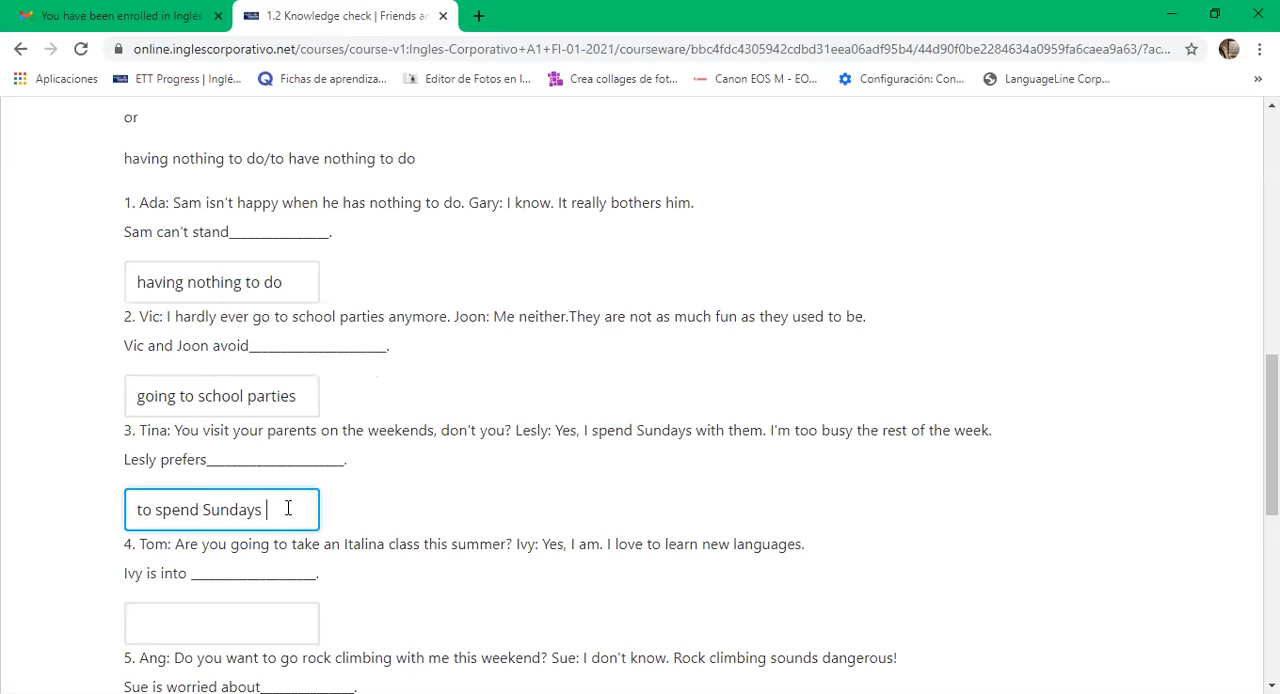 You have been enrolled in Inglés
1.2 Knowledge check | Friends an
online.inglescorporativo.net/courses/course-v1:Ingles-Corporativo+A1+FI-01-2021/courseware/bbc4fdc4305942cdbd31eea06adf95b4/44d90f0be2284634a0959fa6caea9a63/?ac...
Aplicaciones
ETT Progress | Inglé...
Fichas de aprendiza...
Editor de Fotos en l...
Crea collages de fot...
Canon EOS M - EO...
Configuración: Con...
LanguageLine Corp...
or
having nothing to do/to have nothing to do
1. Ada: Sam isn't happy when he has nothing to do. Gary: I know. It really bothers him.
Sam can't stand_______________.
having nothing to do
2. Vic: I hardly ever go to school parties anymore. Joon: Me neither.They are not as much fun as they used to be.
Vic and Joon avoid_____________________.
going to school parties
3. Tina: You visit your parents on the weekends, don't you? Lesly: Yes, I spend Sundays with them. I'm too busy the rest of the week.
Lesly prefers_____________________.
to spend Sundays
4. Tom: Are you going to take an Italina class this summer? Ivy: Yes, I am. I love to learn new languages.
Ivy is into ___________________.
5. Ang: Do you want to go rock climbing with me this weekend? Sue: I don't know. Rock climbing sounds dangerous!
Sue is worried about______________.